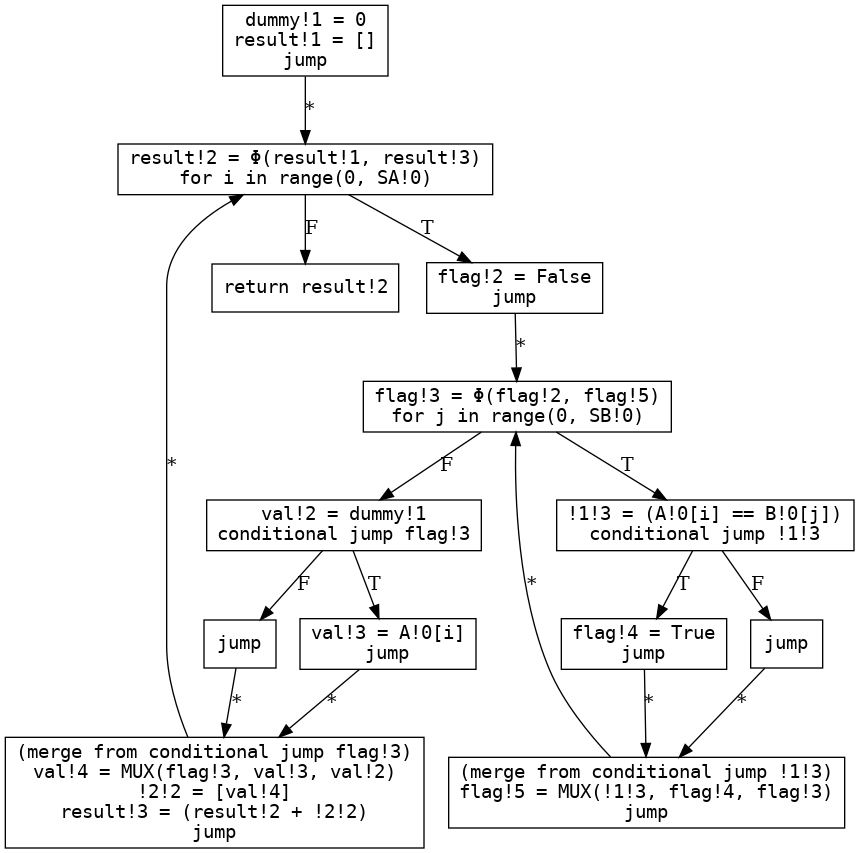 dummy!1 = 0
result!1 = []
jump
*
result!2 = Φ(result!1, result!3)
for i in range(0, SA!0)
F
T
return result!2
flag!2 = False
jump
*
flag!3 = Φ(flag!2, flag!5)
for j in range(0, SB!0)
*
F
T
val!2 = dummy!1
conditional jump flag!3
!1!3 = (A!0[i] == B!0[j])
conditional jump !1!3
F
T
*
T
F
jump
val!3 = A!0[i]
jump
flag!4 = True
jump
jump
*
*
*
*
(merge from conditional jump flag!3)
val!4 = MUX(flag!3, val!3, val!2)
!2!2 = [val!4]
result!3 = (result!2 + !2!2)
jump
(merge from conditional jump !1!3)
flag!5 = MUX(!1!3, flag!4, flag!3)
jump